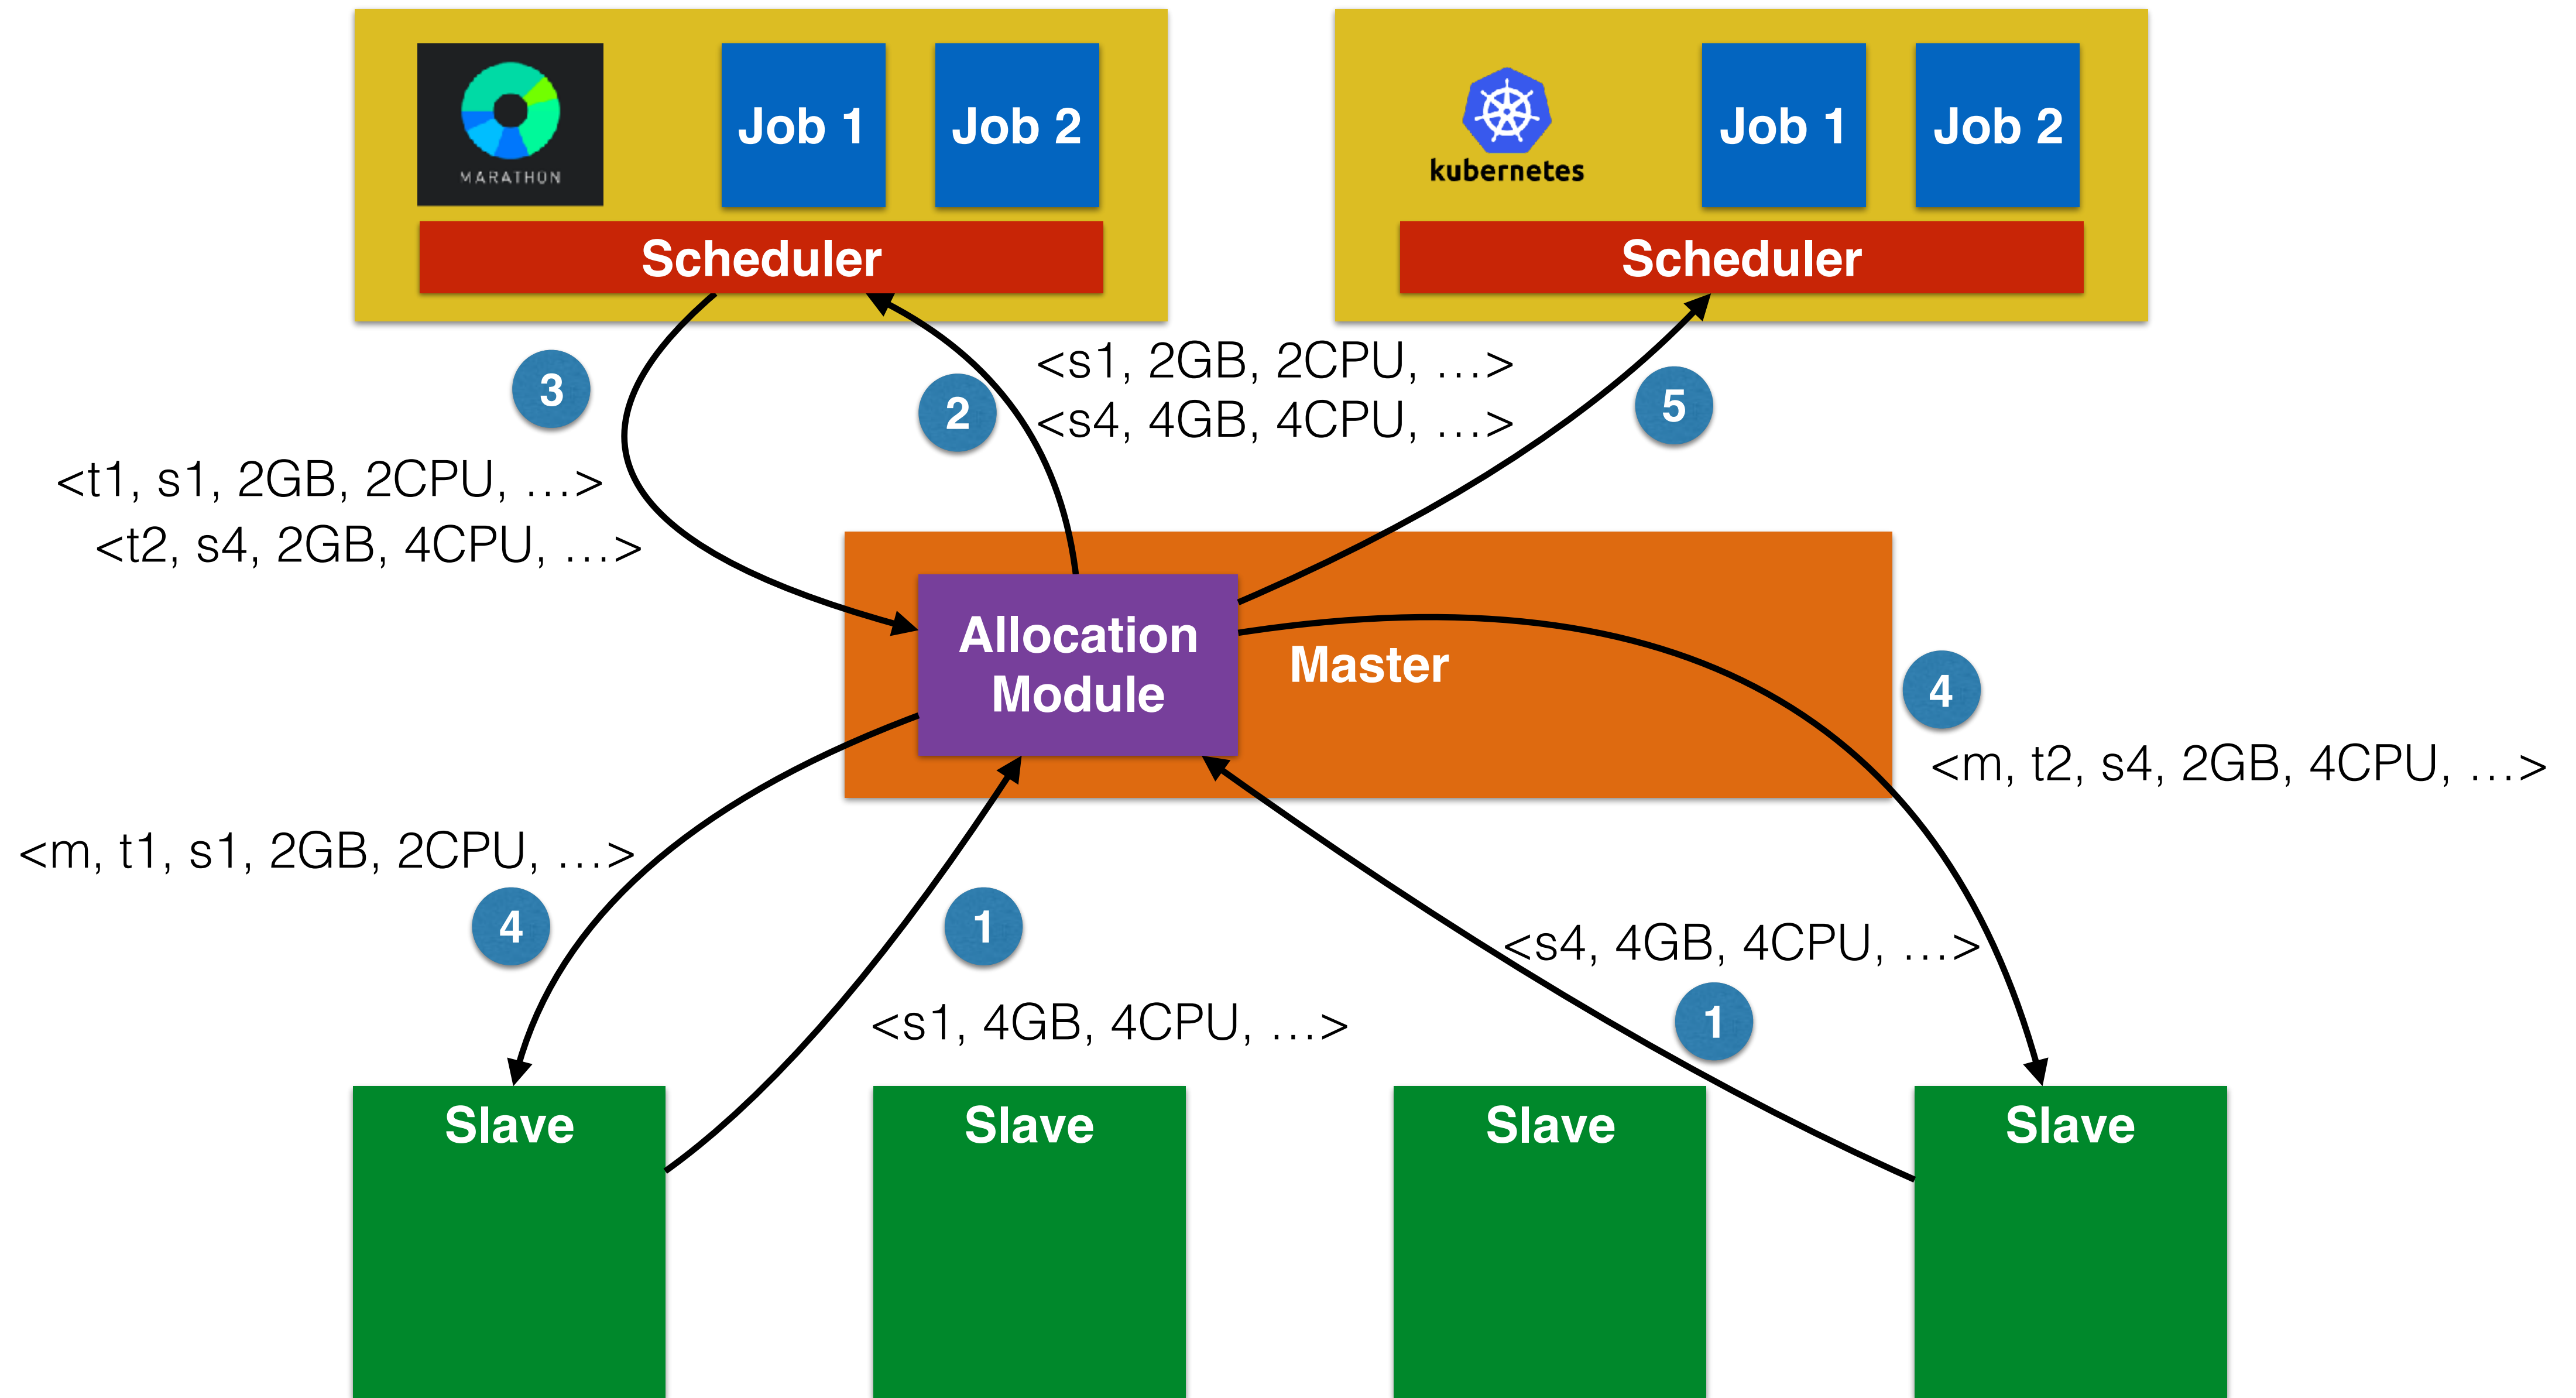 MARATHON
Job 1
Job 2
Scheduler
kubernetes
Job 1
Job 2
Scheduler
3
2
<s1, 2GB, 2CPU, …>
<s4, 4GB, 4CPU, …>
5
<t1, s1, 2GB, 2CPU, …>
<t2, s4, 2GB, 4CPU, …>
Allocation
Module
Master
4
<m, t2, s4, 2GB, 4CPU, …>
<m, t1, s1, 2GB, 2CPU, …>
4
1
<s4, 4GB, 4CPU, …>
<s1, 4GB, 4CPU, …>
1
Slave
Slave
Slave
Slave